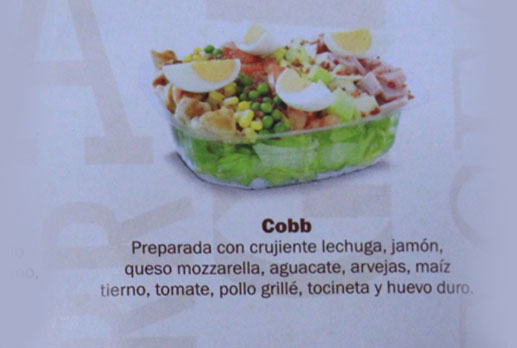 Cobb
Preparada con crujiente lechuga, jamón,
queso mozzarella, aguacate, arvejas, maíz
tierno, tomate, pollo grillé, tocineta y huevo duro.